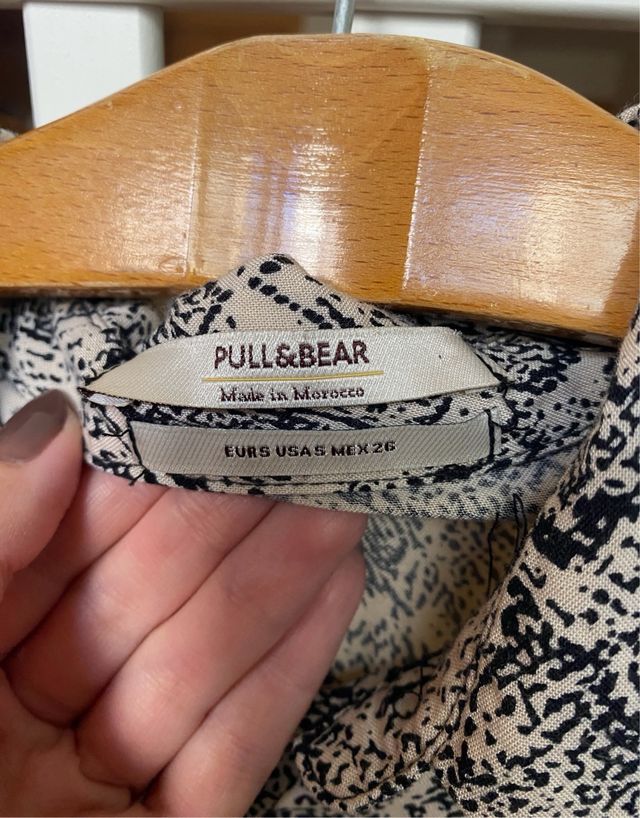 PULL&BEAR
Made in Morocco
EUR S USA S MEX 26